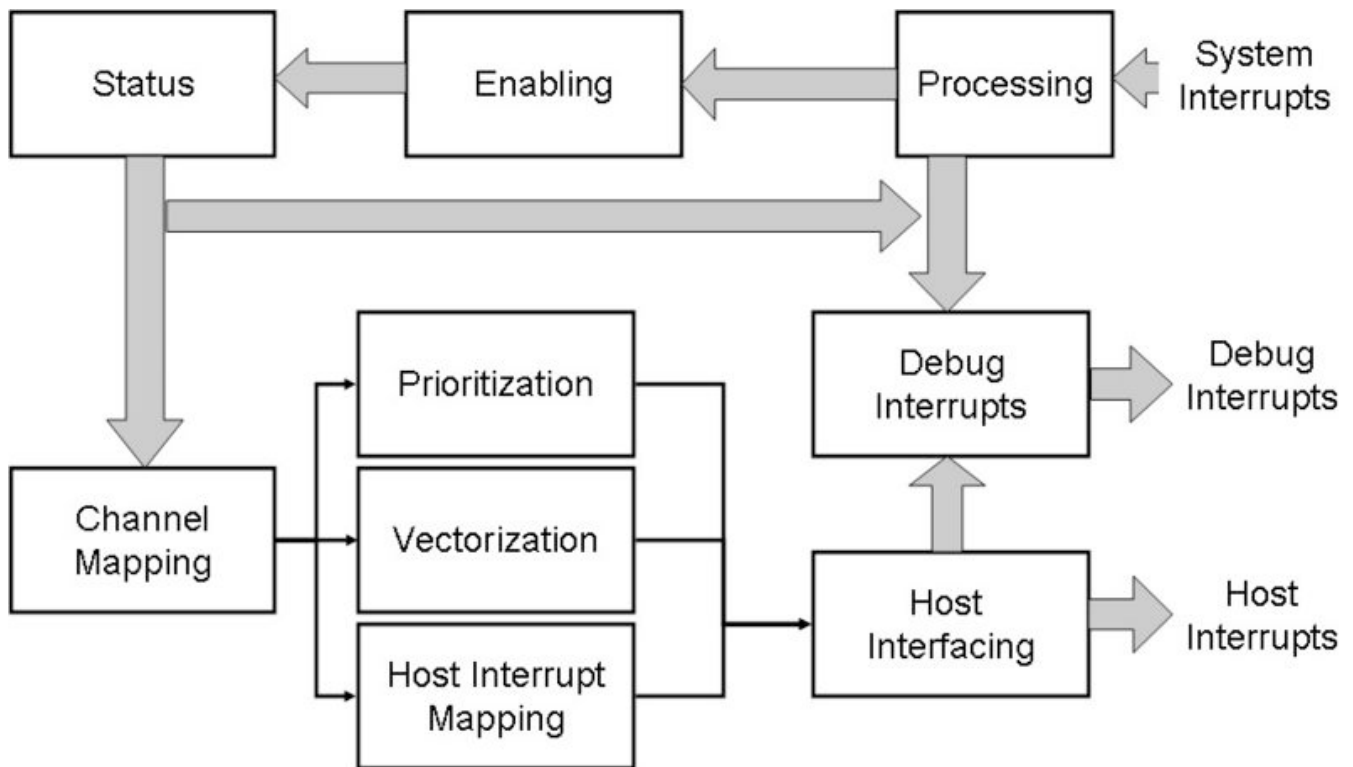 Status
Enabling
Processing
System
Interrupts
Prioritization
Debug
Interrupts
Debug
Interrupts
Channel
Mapping
Vectorization
Host
Interfacing
Host
Interrupts
Host Interrupt
Mapping